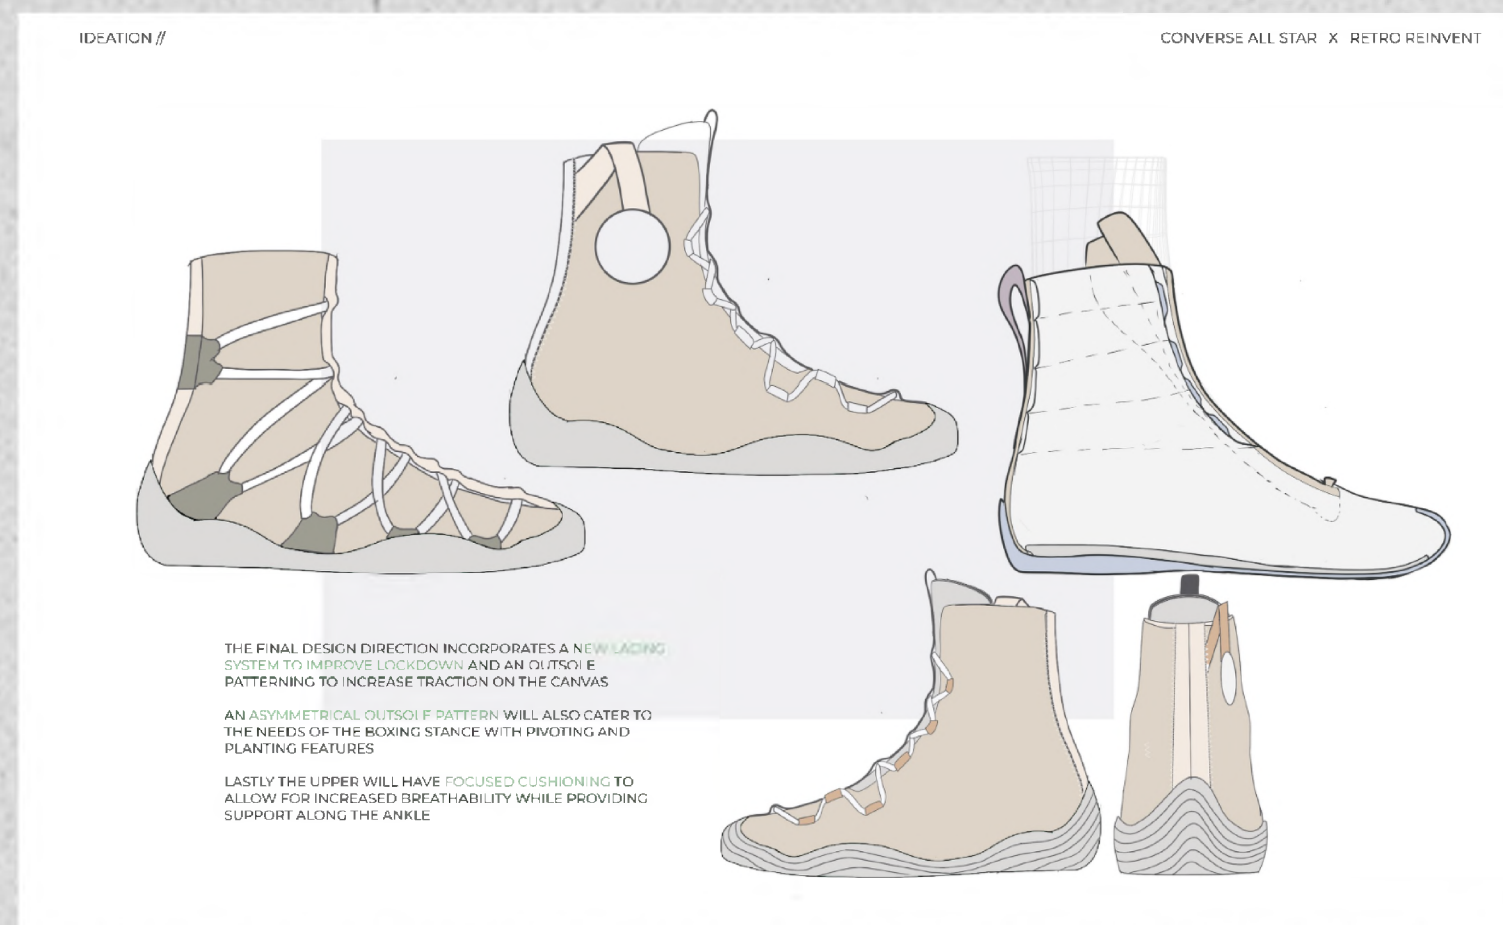 IDEATION //
CONVERSE ALL STAR X RETRO REINVENT
THE FINAL DESIGN DIRECTION INCORPORATES A NEW LACING
SYSTEM TO IMPROVE LOCKDOWN AND AN OUTSOLE
PATTERNING TO INCREASE TRACTION ON THE CANVAS
AN ASYMMETRICAL OUTSOLE PATTERN WILL ALSO CATER TO
THE NEEDS OF THE BOXING STANCE WITH PIVOTING AND
PLANTING FEATURES
LASTLY THE UPPER WILL HAVE FOCUSED CUSHIONING TO
ALLOW FOR INCREASED BREATHABILITY WHILE PROVIDING
SUPPORT ALONG THE ANKLE